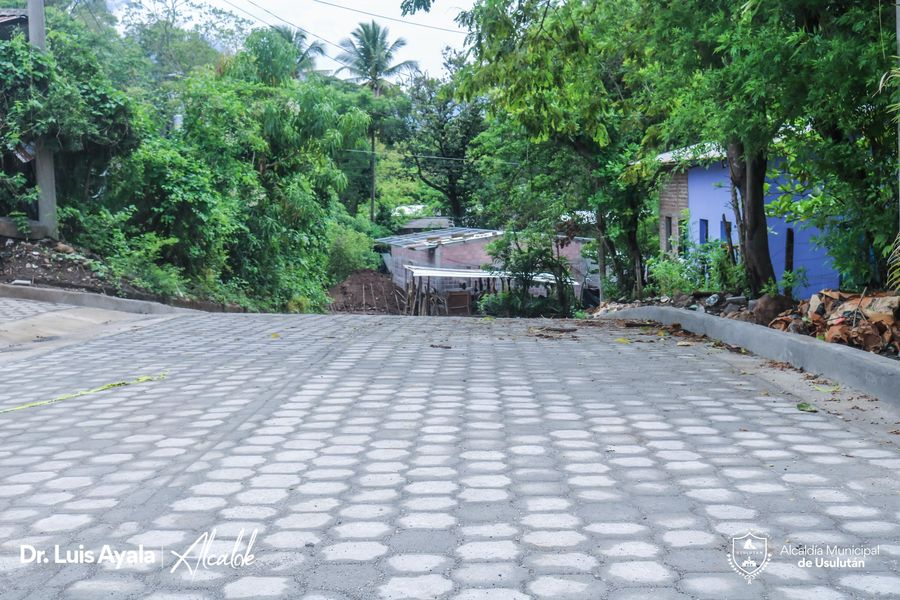 Dr. Luis Ayala | Alcalde
Alcaldía Municipal
de Usulután